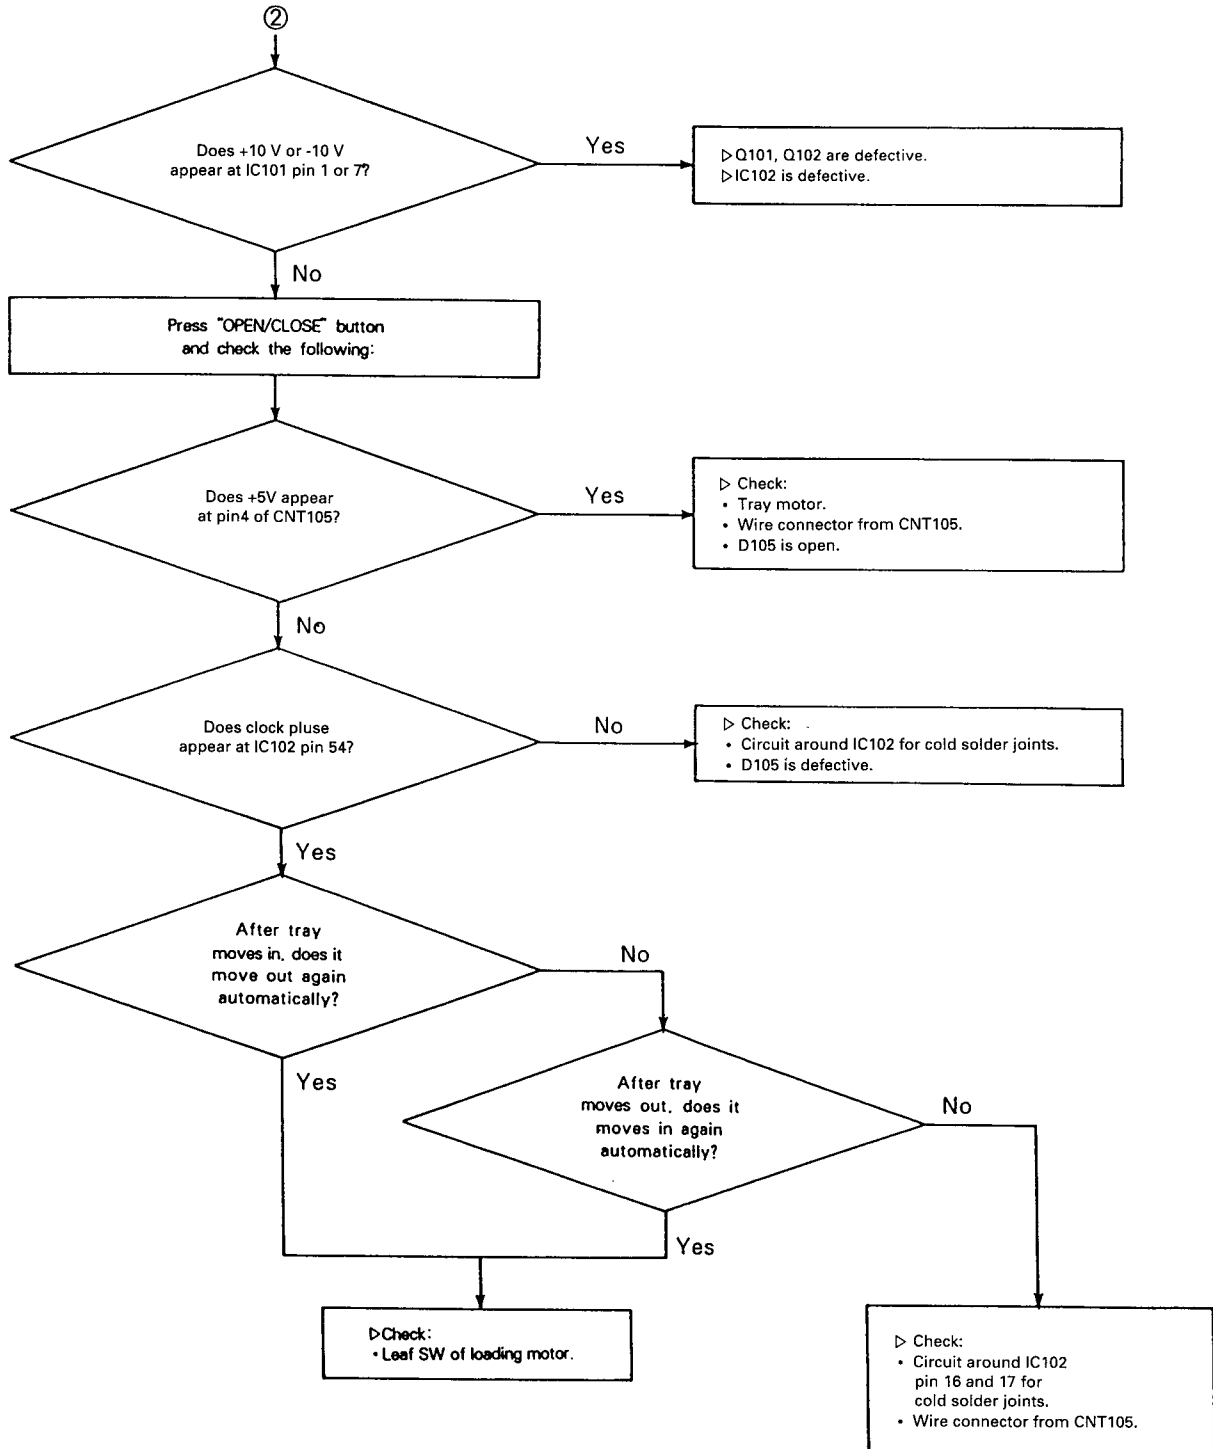 ②
Does +10 V or -10 V
appear at IC101 pin 1 or 7?
Yes
▷Q101, Q102 are defective.
▷IC102 is defective.
No
Press "OPEN/CLOSE" button
and check the following:
Does +5V appear
at pin4 of CNT105?
Yes
▷ Check:
• Tray motor.
• Wire connector from CNT105.
• D105 is open.
No
Does clock pluse
appear at IC102 pin 54?
No
▷ Check:
• Circuit around IC102 for cold solder joints.
• D105 is defective.
Yes
After tray
moves in, does it
move out again
automatically?
No
Yes
After tray
moves out, does it
moves in again
automatically?
No
Yes
▷Check:
• Leaf SW of loading motor.
▷ Check:
• Circuit around IC102
pin 16 and 17 for
cold solder joints.
• Wire connector from CNT105.